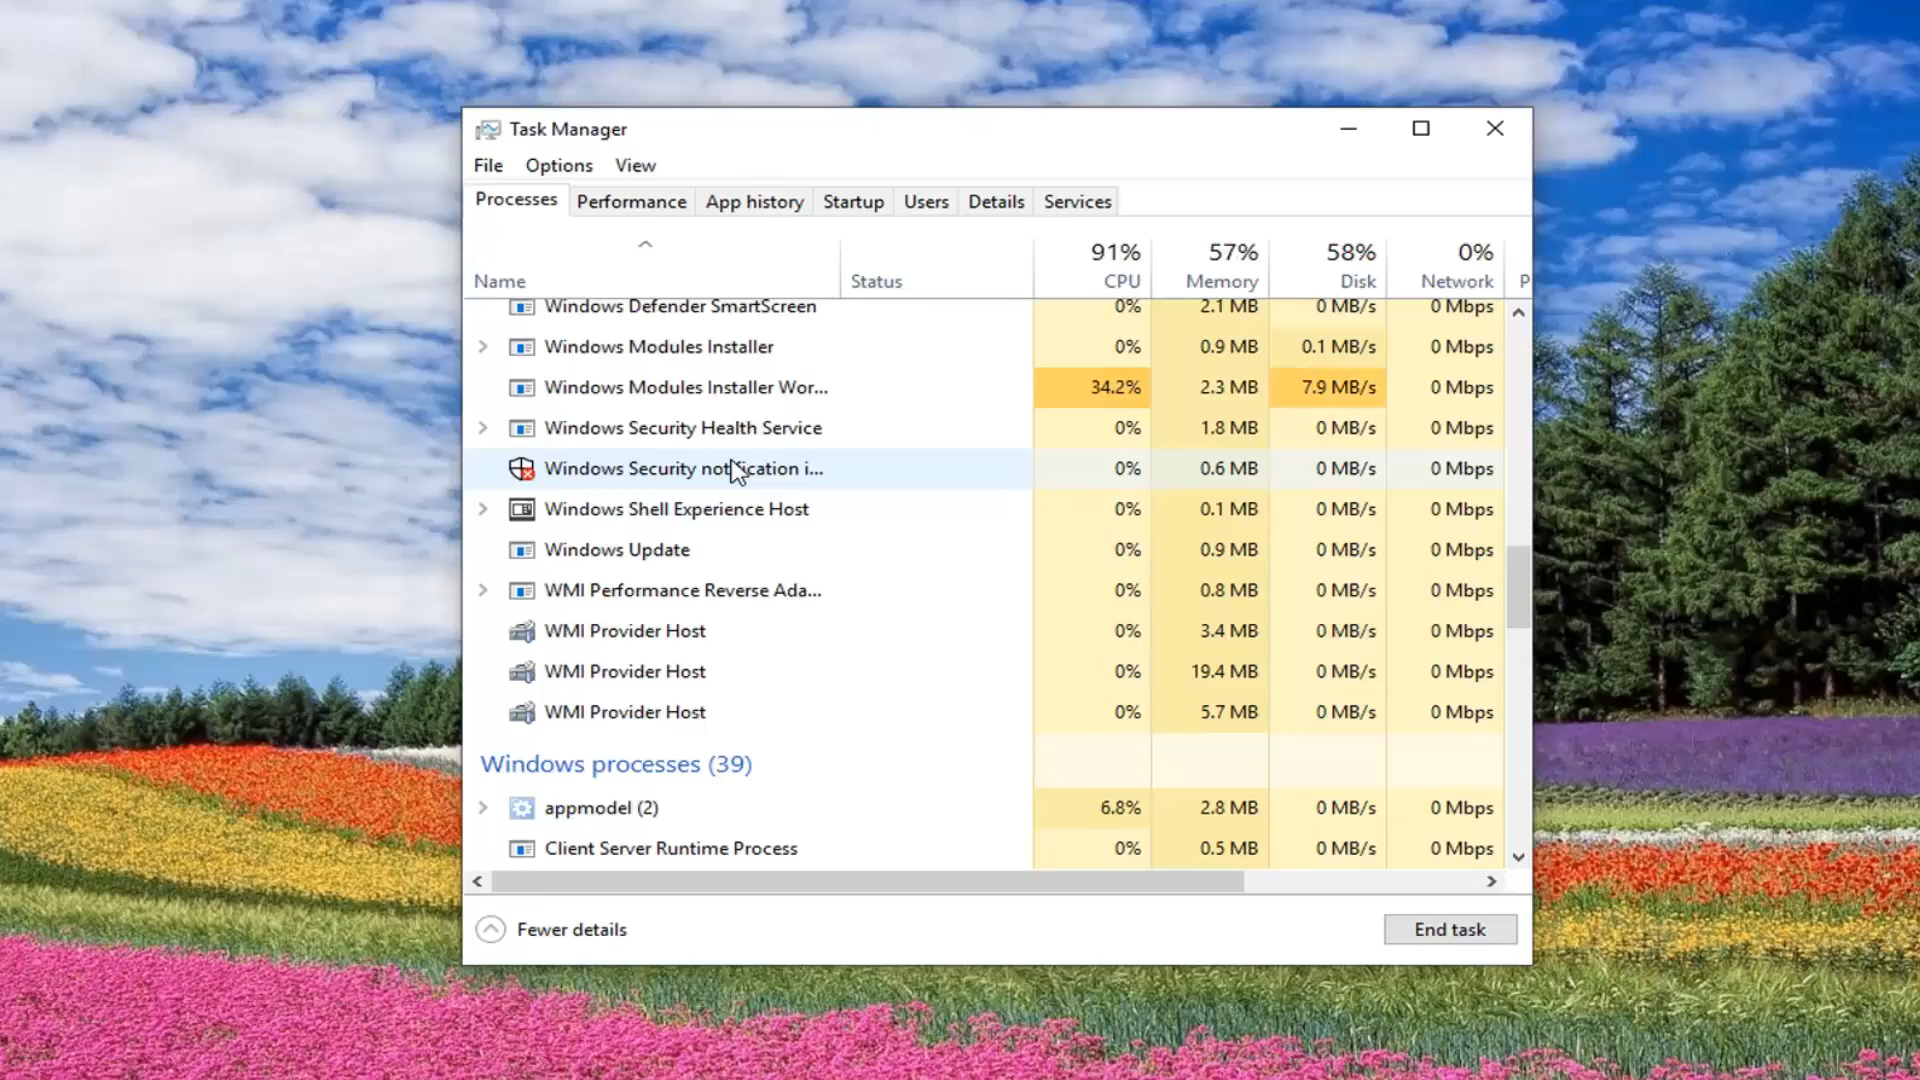 Task Manager
File Options View
Processes Performance App history Startup Users Details Services
91% 57% 58% 0%
Name Status CPU Memory Disk Network P
Windows Defender SmartScreen 0% 2.1 MB 0 MB/s 0 Mbps
Windows Modules Installer 0% 0.9 MB 0.1 MB/s 0 Mbps
Windows Modules Installer Wor... 34.2% 2.3 MB 7.9 MB/s 0 Mbps
Windows Security Health Service 0% 1.8 MB 0 MB/s 0 Mbps
Windows Security notification i... 0% 0.6 MB 0 MB/s 0 Mbps
Windows Shell Experience Host 0% 0.1 MB 0 MB/s 0 Mbps
Windows Update 0% 0.9 MB 0 MB/s 0 Mbps
WMI Performance Reverse Ada... 0% 0.8 MB 0 MB/s 0 Mbps
WMI Provider Host 0% 3.4 MB 0 MB/s 0 Mbps
WMI Provider Host 0% 19.4 MB 0 MB/s 0 Mbps
WMI Provider Host 0% 5.7 MB 0 MB/s 0 Mbps
Windows processes (39)
appmodel (2) 6.8% 2.8 MB 0 MB/s 0 Mbps
Client Server Runtime Process 0% 0.5 MB 0 MB/s 0 Mbps
Fewer details End task